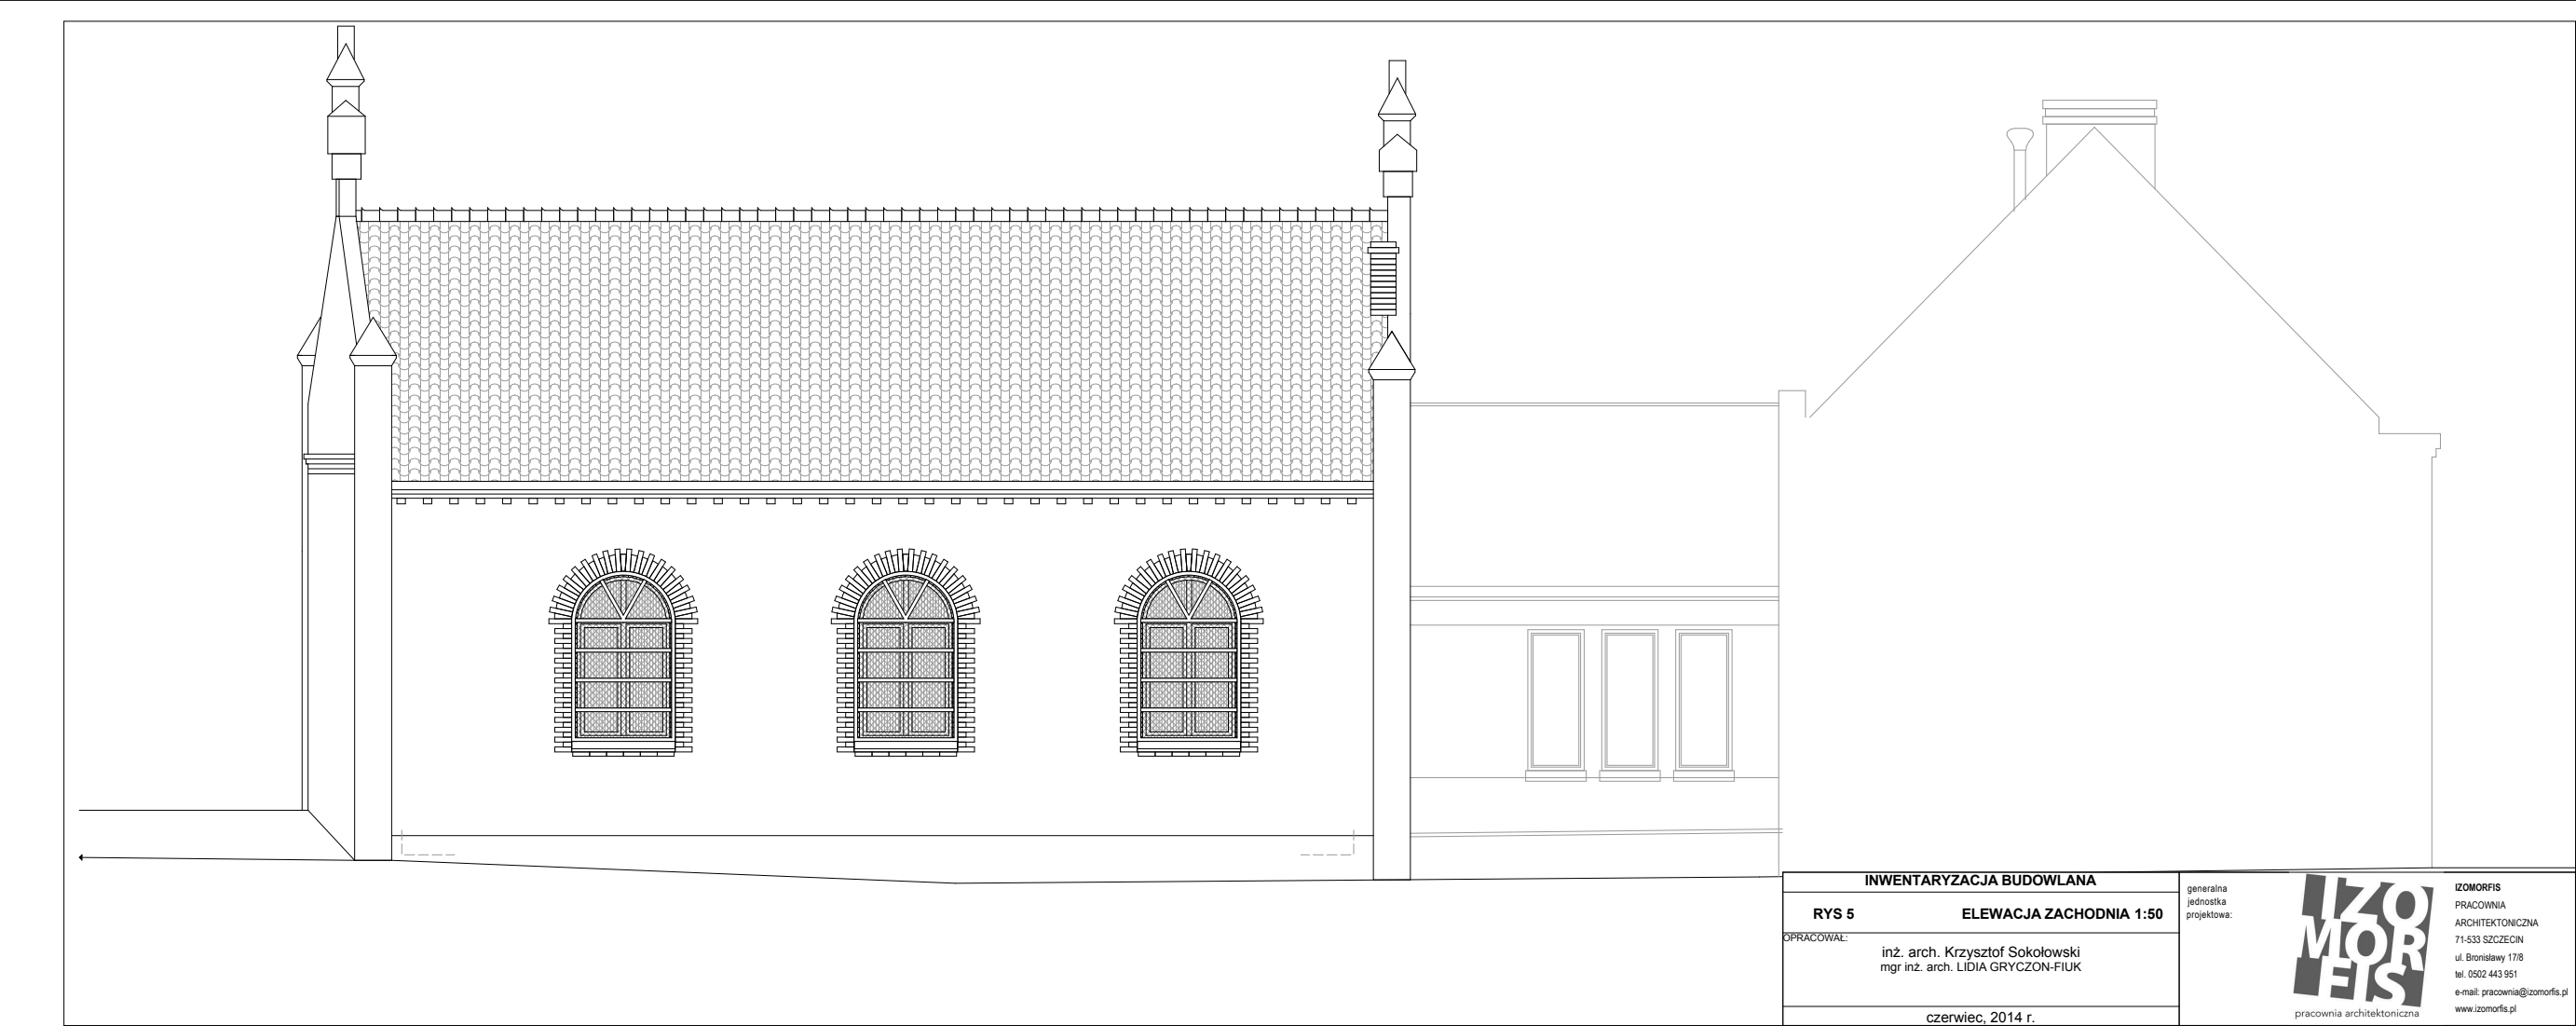 INWENTARYZACJA BUDOWLANA
RYS 5 ELEWACJA ZACHODNIA 1:50
OPRACOWAŁ:
inż. arch. Krzysztof Sokołowski
mgr inż. arch. LIDIA GRYCZON-FIUK
czerwiec, 2014 r.
generalna
jednostka
projektowa:
IZO
MOR
FIS
pracownia architektoniczna
IZOMORFIS
PRACOWNIA
ARCHITEKTONICZNA
71-533 SZCZECIN
ul. Bronisławy 17/8
tel. 0502 443 951
e-mail: pracownia@izomorfis.pl
www.izomorfis.pl